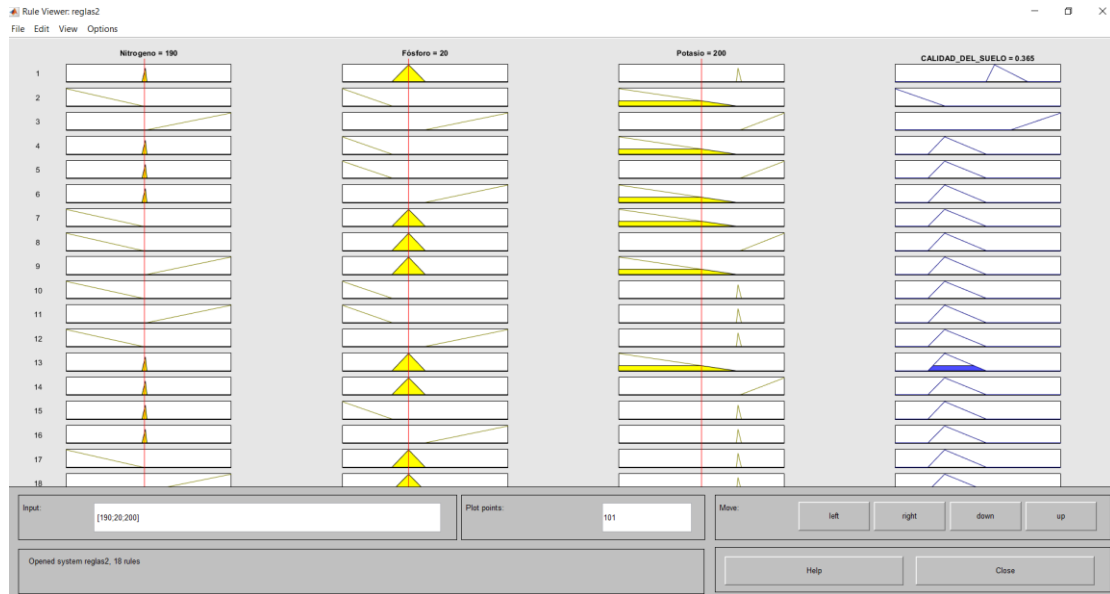 Rule Viewer: reglas2
File Edit View Options
Nitrogeno = 190
Fósforo = 20
Potasio = 200
CALIDAD_DEL_SUELO = 0.365
1
2
3
4
5
6
7
8
9
10
11
12
13
14
15
16
17
18
Input:
[190;20;200]
Plot points:
101
Move:
left
right
down
up
Opened system reglas2, 18 rules
Help
Close